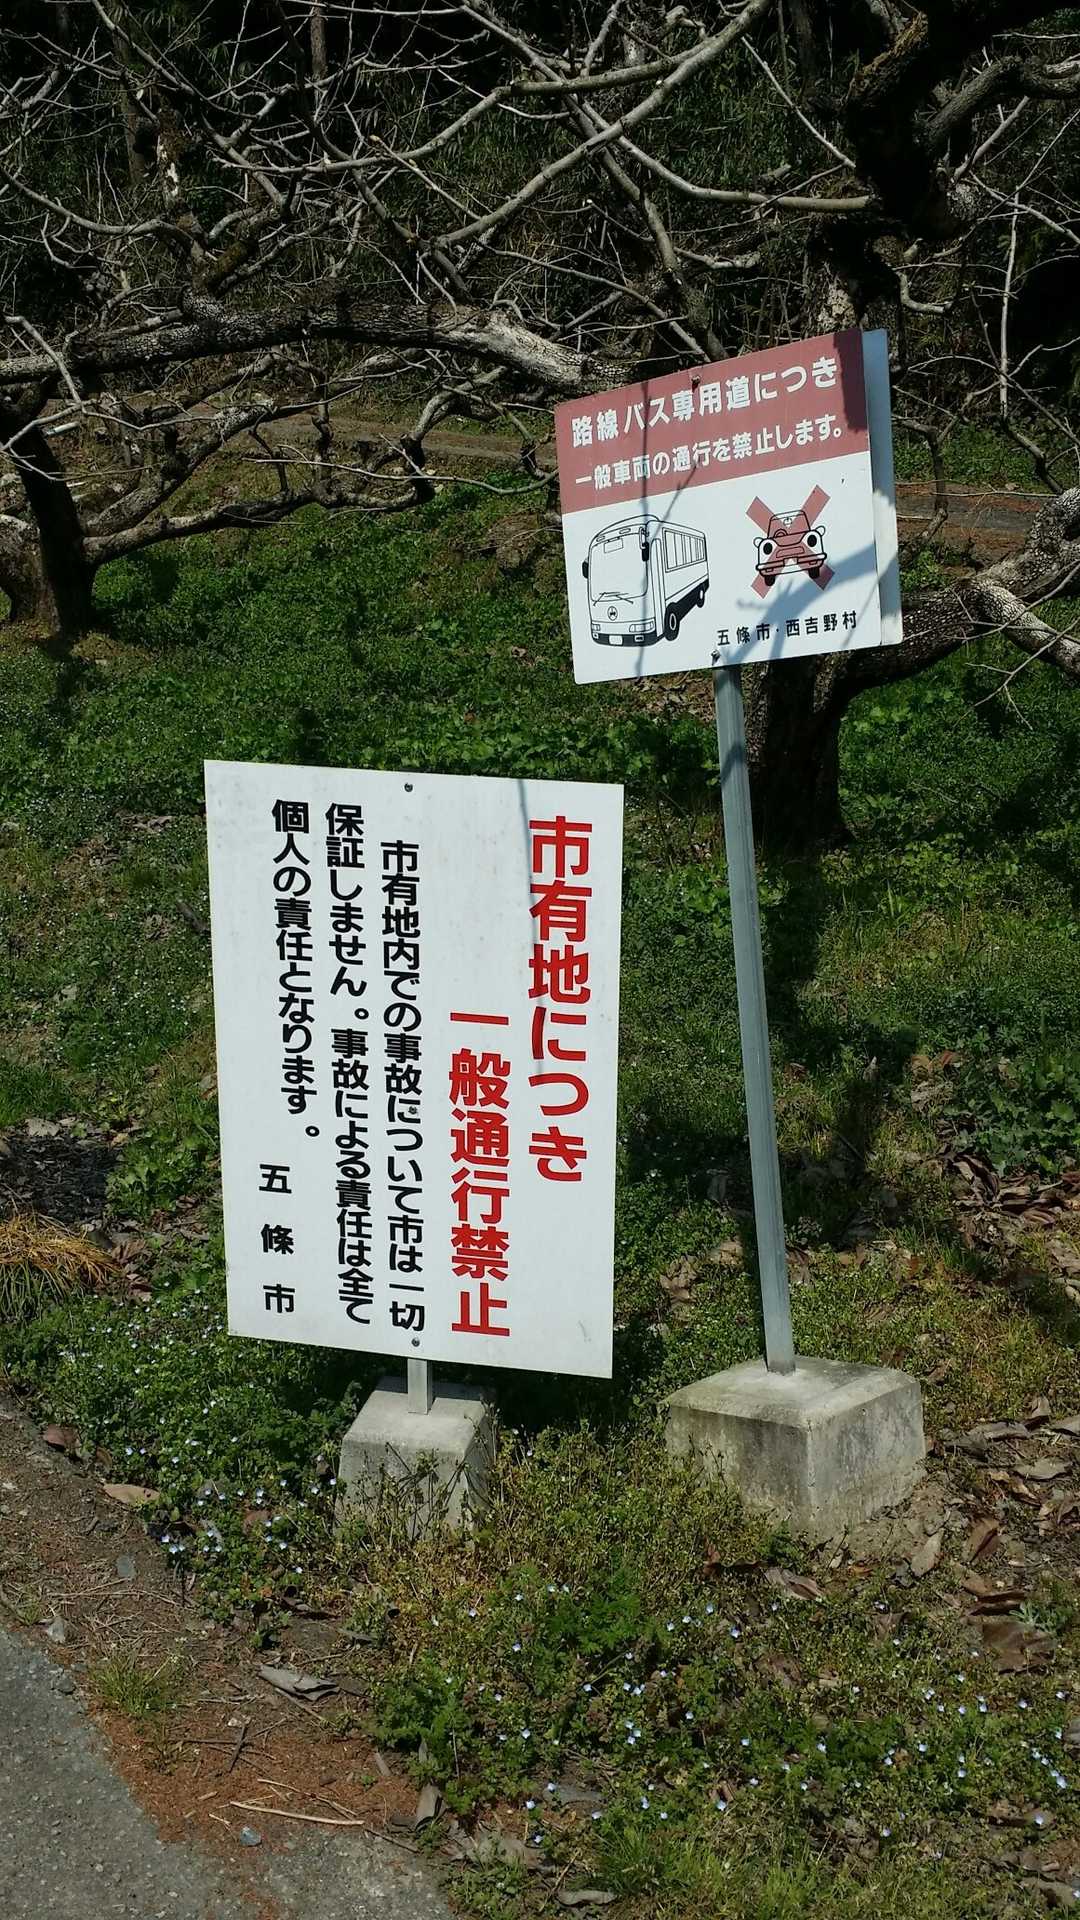 路線バス専用道につき
一般車両の通行を禁止します。
五條市・西吉野村
市有地につき
一般通行禁止
市有地内での事故について市は一切
保証しません。事故による責任は全て
個人の責任となります。
五條市